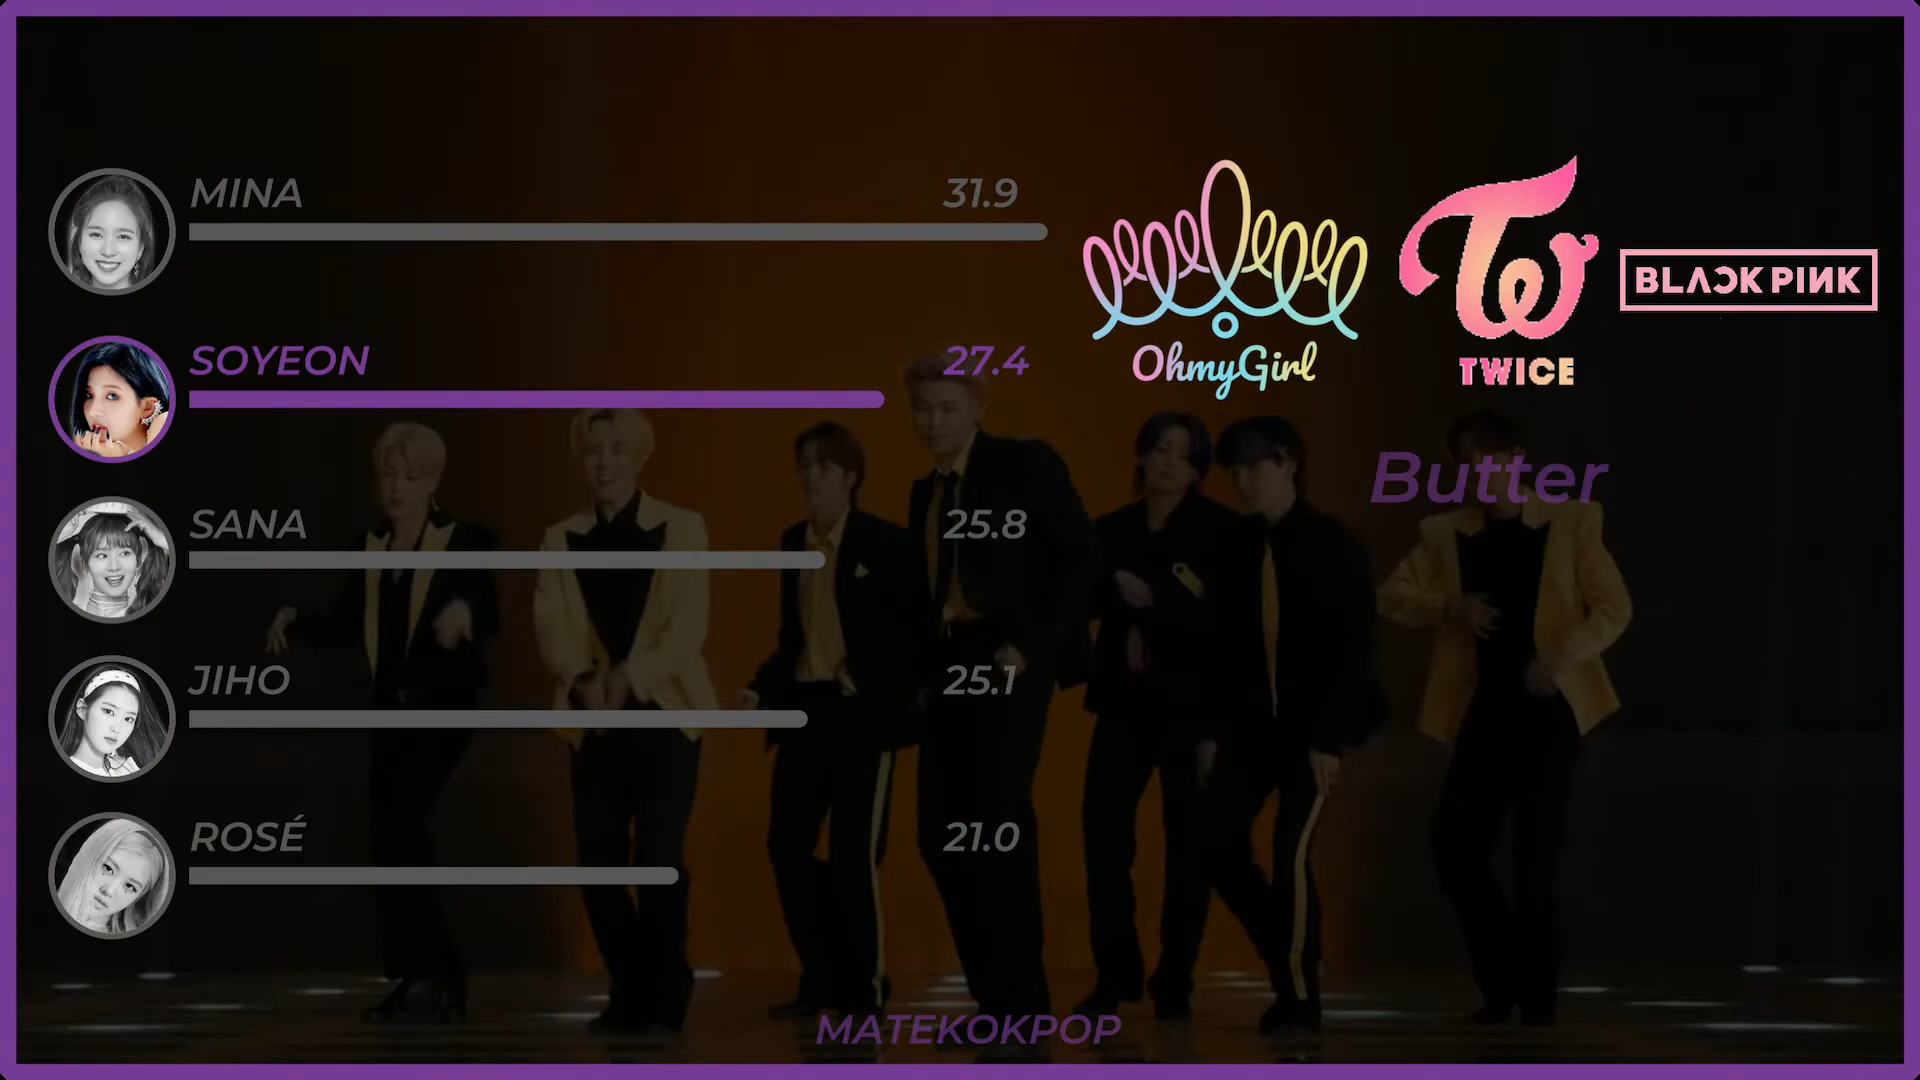 MINA 31.9
SOYEON 27.4
SANA 25.8
JIHO 25.1
ROSÉ 21.0
OhmyGirl
TWICE
BLACKPINK
Butter
MATEKOKPOP